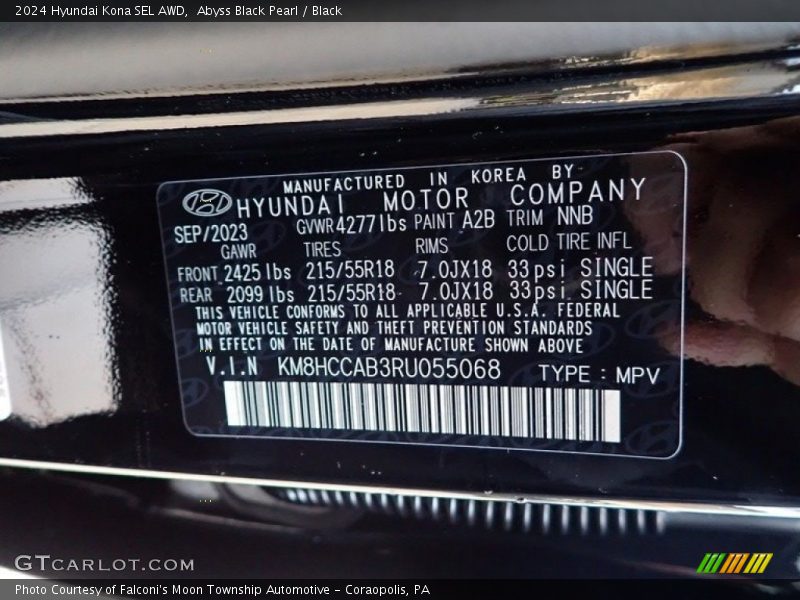 2024 Hyundai Kona SEL AWD,  Abyss Black Pearl / Black
MANUFACTURED IN KOREA BY
HYUNDAI MOTOR COMPANY
SEP/2023 GVWR 4277 lbs PAINT A2B TRIM NNB
GAWR TIRES RIMS COLD TIRE INFL
FRONT 2425 lbs 215/55R18 7.0JX18 33psi SINGLE
REAR 2099 lbs 215/55R18 7.0JX18 33psi SINGLE
THIS VEHICLE CONFORMS TO ALL APPLICABLE U.S.A. FEDERAL
MOTOR VEHICLE SAFETY AND THEFT PREVENTION STANDARDS
IN EFFECT ON THE DATE OF MANUFACTURE SHOWN ABOVE
V.I.N KM8HCCAB3RU055068 TYPE : MPV
GTCARLOT.COM
Photo Courtesy of Falconi's Moon Township Automotive - Coraopolis, PA